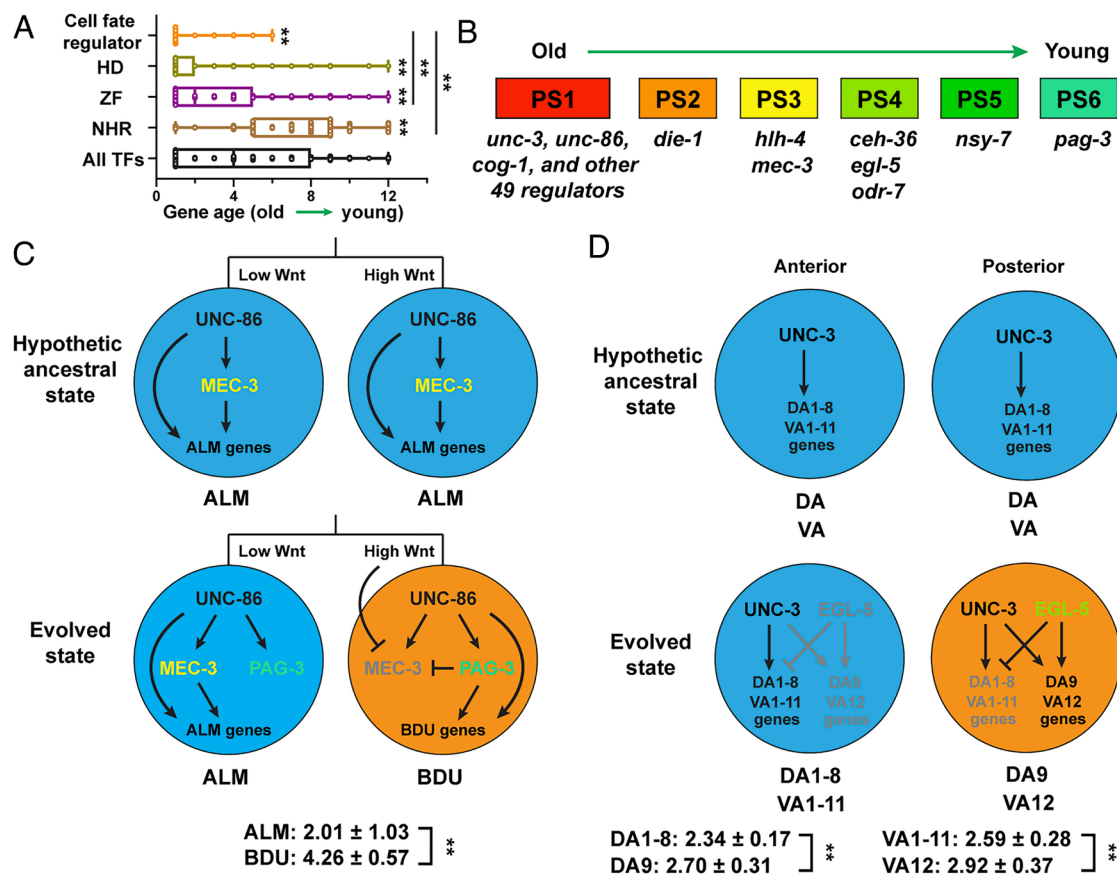 A
Cell fate
regulator
HD
ZF
NHR
All TFs
**
**
**
**
**
**
0 4 8 12
Gene age (old → young)
B
Old Young
PS1 PS2 PS3 PS4 PS5 PS6
unc-3, unc-86,
cog-1, and other
49 regulators
die-1
hlh-4
mec-3
ceh-36
egl-5
odr-7
nsy-7
pag-3
C
Low Wnt High Wnt
Hypothetic
ancestral
state
UNC-86
MEC-3
ALM genes
ALM
UNC-86
MEC-3
ALM genes
ALM
Low Wnt High Wnt
Evolved
state
UNC-86
MEC-3 PAG-3
ALM genes
ALM
UNC-86
MEC-3 PAG-3
BDU genes
BDU
ALM: 2.01 ± 1.03
BDU: 4.26 ± 0.57
**
D
Anterior Posterior
Hypothetic
ancestral
state
UNC-3
DA1-8
VA1-11
genes
DA
VA
UNC-3
DA1-8
VA1-11
genes
DA
VA
Evolved
state
UNC-3 EGL-5
DA1-8 DA9
VA1-11 VA12
genes genes
DA1-8
VA1-11
UNC-3 EGL-5
DA1-8 DA9
VA1-11 VA12
genes genes
DA9
VA12
DA1-8: 2.34 ± 0.17
DA9: 2.70 ± 0.31
**
VA1-11: 2.59 ± 0.28
VA12: 2.92 ± 0.37
**